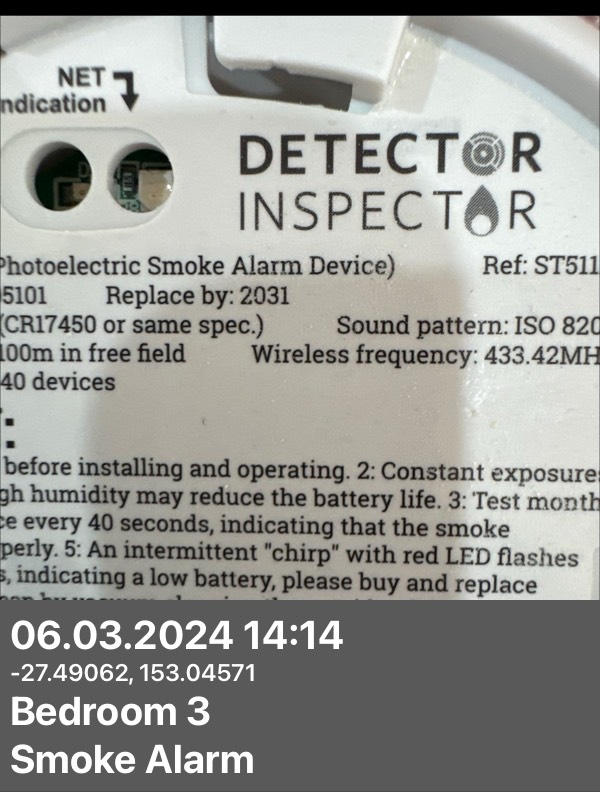 NET
ndication
DETECTOR
INSPECTOR
Photoelectric Smoke Alarm Device) Ref: ST511
5101 Replace by: 2031
(CR17450 or same spec.) Sound pattern: ISO 820
100m in free field Wireless frequency: 433.42MH
40 devices
:
before installing and operating. 2: Constant exposure
gh humidity may reduce the battery life. 3: Test month
ce every 40 seconds, indicating that the smoke
perly. 5: An intermittent "chirp" with red LED flashes
s, indicating a low battery, please buy and replace
06.03.2024 14:14
-27.49062, 153.04571
Bedroom 3
Smoke Alarm